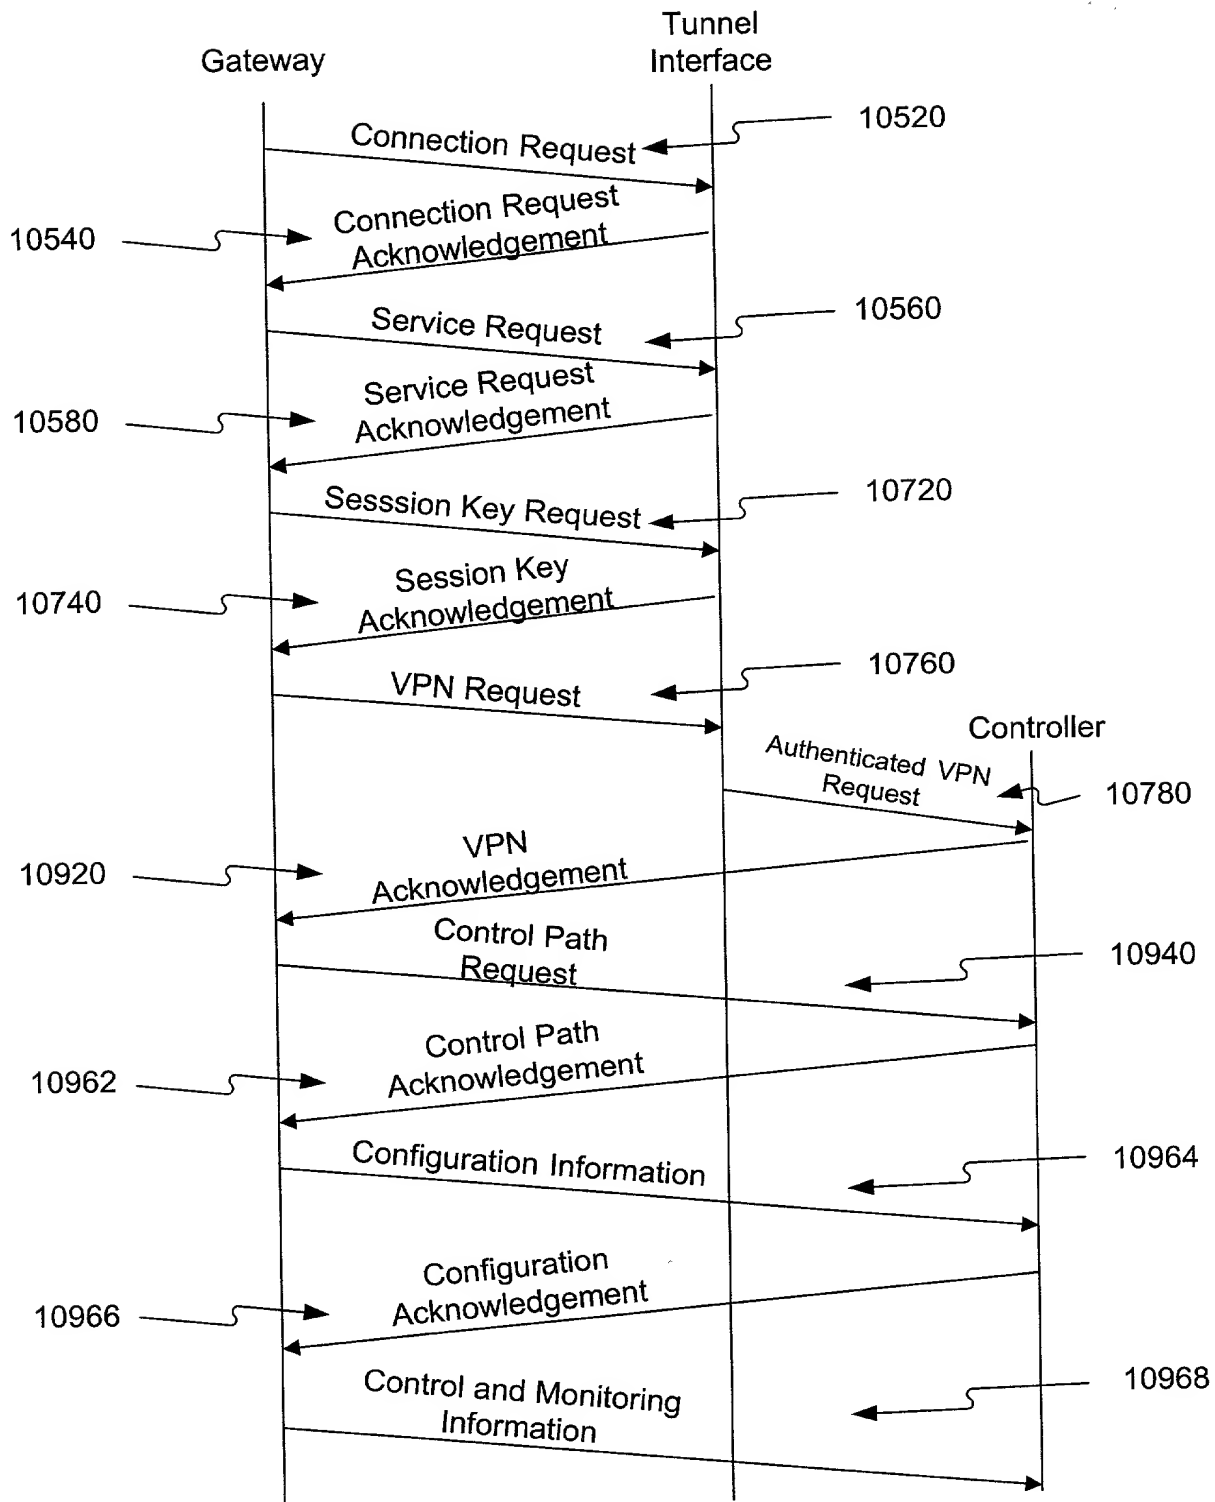 Tunnel
Interface
Gateway
10520
Connection Request
Connection Request
Acknowledgement
10540
10560
Service Request
Service Request
Acknowledgement
10580
10720
Sesssion Key Request
Session Key
Acknowledgement
10740
10760
VPN Request
Controller
Authenticated VPN
Request
10780
VPN
Acknowledgement
10920
Control Path
Request
10940
Control Path
Acknowledgement
10962
Configuration Information
10964
Configuration
Acknowledgement
10966
Control and Monitoring
Information
10968